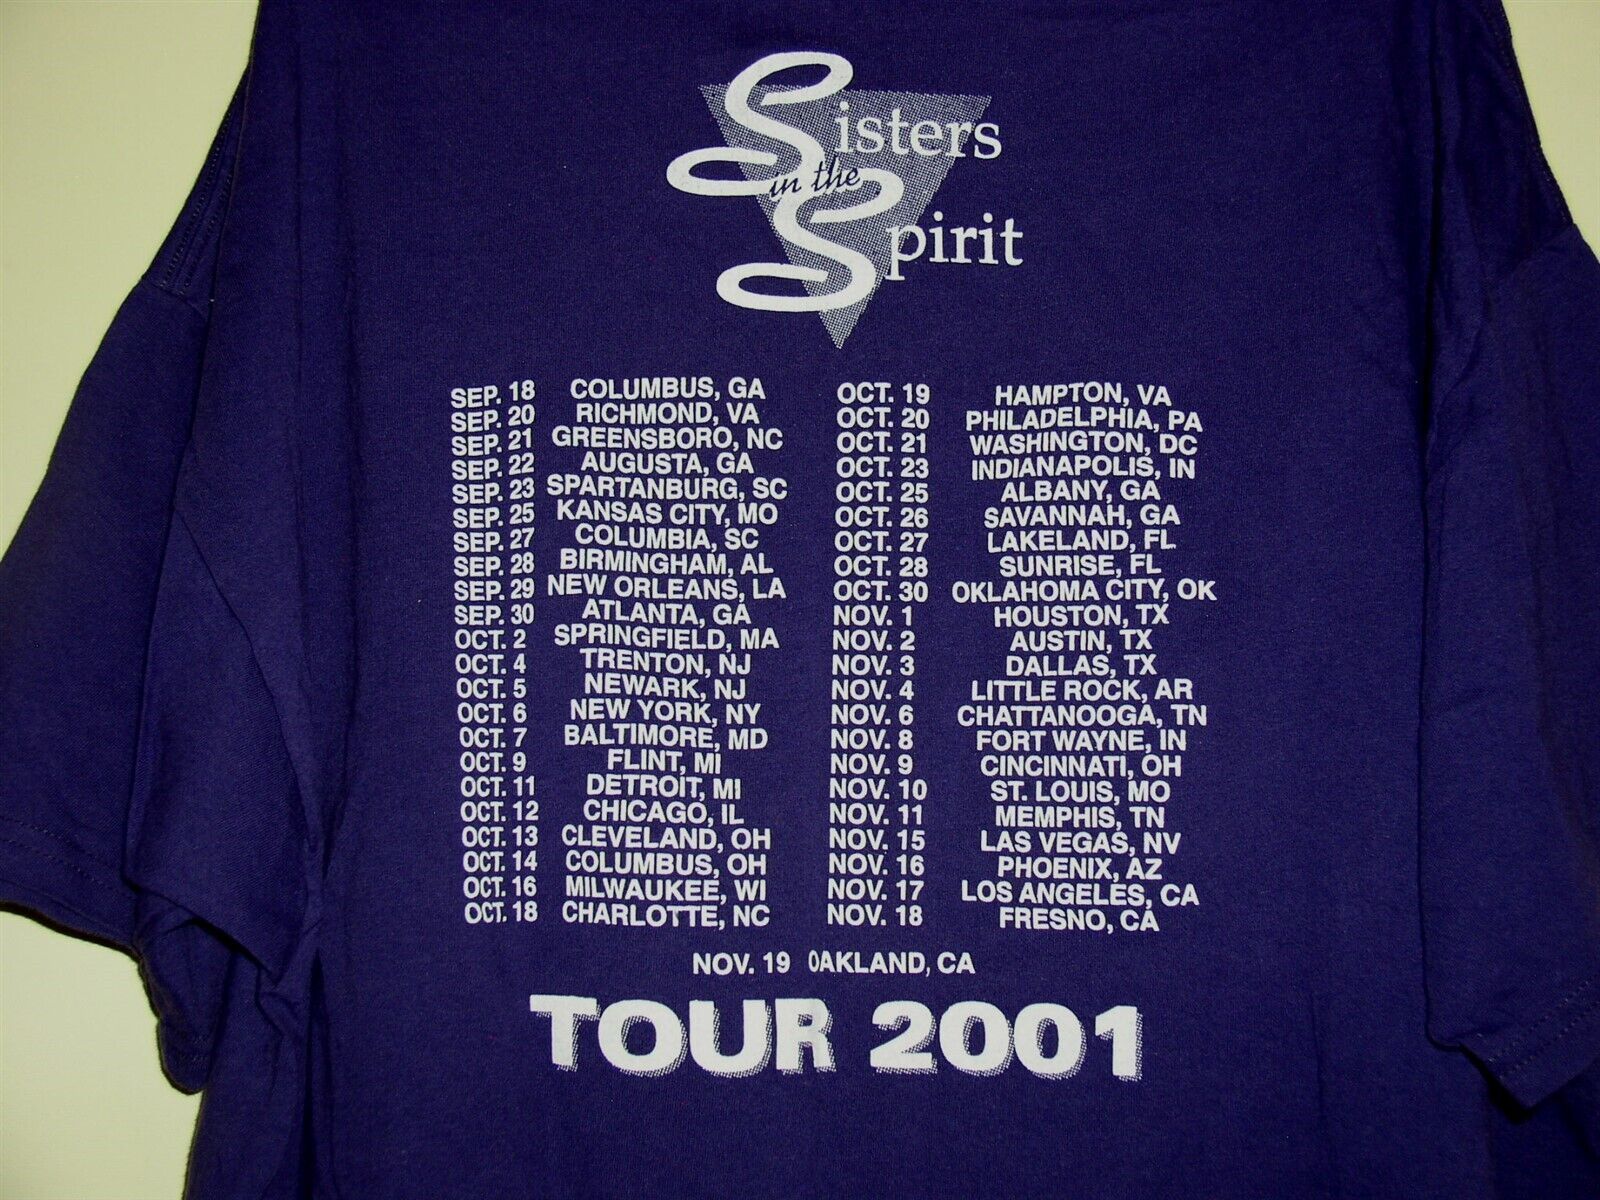 Sisters
in the
Spirit
SEP. 18 COLUMBUS, GA
SEP. 20 RICHMOND, VA
SEP. 21 GREENSBORO, NC
SEP. 22 AUGUSTA, GA
SEP. 23 SPARTANBURG, SC
SEP. 25 KANSAS CITY, MO
SEP. 27 COLUMBIA, SC
SEP. 28 BIRMINGHAM, AL
SEP. 29 NEW ORLEANS, LA
SEP. 30 ATLANTA, GA
OCT. 2 SPRINGFIELD, MA
OCT. 4 TRENTON, NJ
OCT. 5 NEWARK, NJ
OCT. 6 NEW YORK, NY
OCT. 7 BALTIMORE, MD
OCT. 9 FLINT, MI
OCT. 11 DETROIT, MI
OCT. 12 CHICAGO, IL
OCT. 13 CLEVELAND, OH
OCT. 14 COLUMBUS, OH
OCT. 16 MILWAUKEE, WI
OCT. 18 CHARLOTTE, NC
OCT. 19 HAMPTON, VA
OCT. 20 PHILADELPHIA, PA
OCT. 21 WASHINGTON, DC
OCT. 23 INDIANAPOLIS, IN
OCT. 25 ALBANY, GA
OCT. 26 SAVANNAH, GA
OCT. 27 LAKELAND, FL
OCT. 28 SUNRISE, FL
OCT. 30 OKLAHOMA CITY, OK
NOV. 1 HOUSTON, TX
NOV. 2 AUSTIN, TX
NOV. 3 DALLAS, TX
NOV. 4 LITTLE ROCK, AR
NOV. 6 CHATTANOOGA, TN
NOV. 8 FORT WAYNE, IN
NOV. 9 CINCINNATI, OH
NOV. 10 ST. LOUIS, MO
NOV. 11 MEMPHIS, TN
NOV. 15 LAS VEGAS, NV
NOV. 16 PHOENIX, AZ
NOV. 17 LOS ANGELES, CA
NOV. 18 FRESNO, CA
NOV. 19 OAKLAND, CA
TOUR 2001